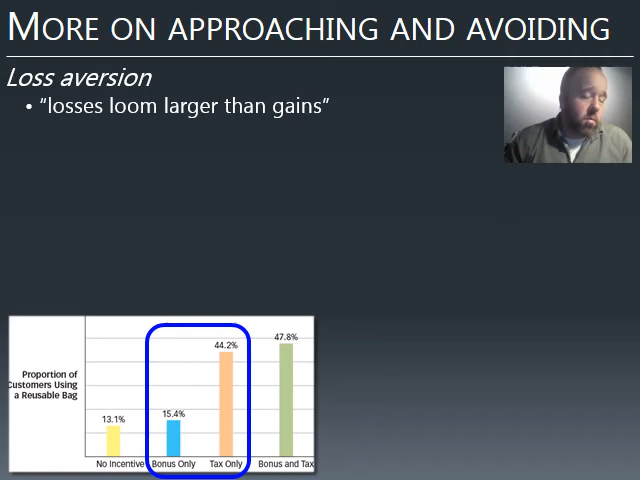 MORE ON APPROACHING AND AVOIDING
Loss aversion
• “losses loom larger than gains”
Proportion of
Customers Using
a Reusable Bag
13.1%
15.4%
44.2%
47.8%
No Incentive Bonus Only Tax Only Bonus and Tax